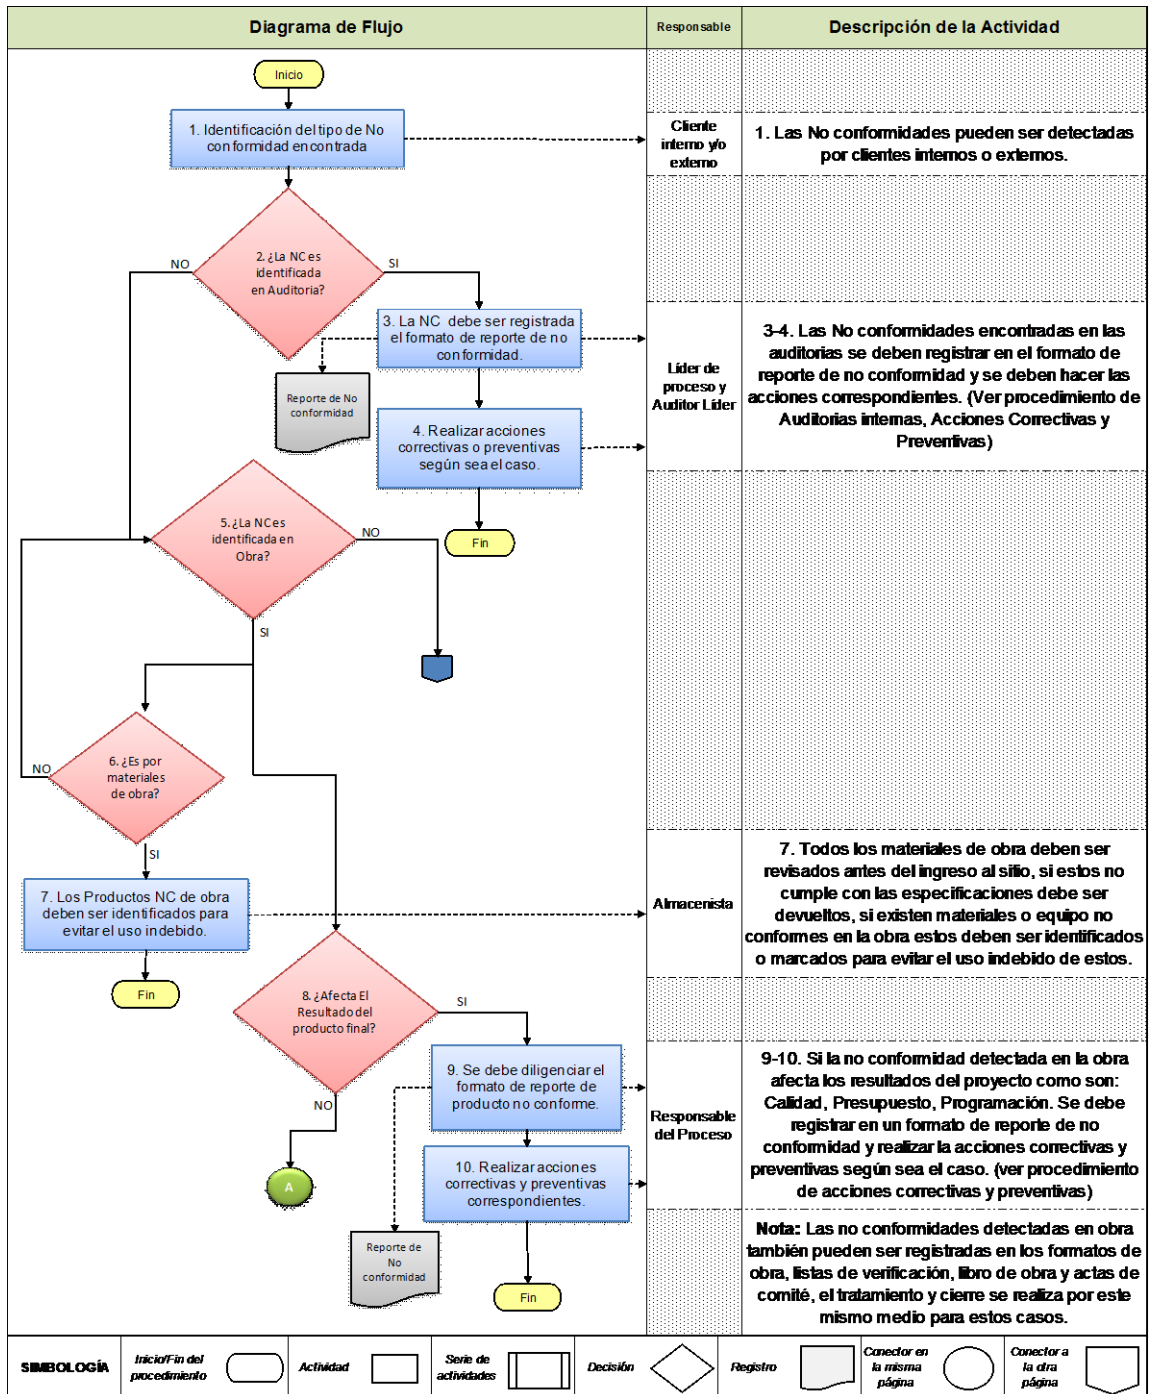 Diagrama de Flujo
Responsable
Descripción de la Actividad
Inicio
1. Identificación del tipo de No
conformidad encontrada
Cliente
interno y/o
externo
1. Las No conformidades pueden ser detectadas
por clientes internos o externos.
2. ¿La NC es
identificada
en Auditoria?
NO
SI
3. La NC debe ser registrada
el formato de reporte de no
conformidad.
Reporte de No
conformidad
4. Realizar acciones
correctivas o preventivas
según sea el caso.
Fin
Líder de
proceso y
Auditor Líder
3-4. Las No conformidades encontradas en las
auditorias se deben registrar en el formato de
reporte de no conformidad y se deben hacer las
acciones correspondientes. (Ver procedimiento de
Auditorias internas, Acciones Correctivas y
Preventivas)
5. ¿La NC es
identificada en
Obra?
NO
SI
6. ¿Es por
materiales
de obra?
NO
SI
7. Los Productos NC de obra
deben ser identificados para
evitar el uso indebido.
Fin
Almacenista
7. Todos los materiales de obra deben ser
revisados antes del ingreso al sitio, si estos no
cumple con las especificaciones debe ser
devueltos, si existen materiales o equipo no
conformes en la obra estos deben ser identificados
o marcados para evitar el uso indebido de estos.
8. ¿Afecta El
Resultado del
producto final?
SI
NO
A
9. Se debe diligenciar el
formato de reporte de
producto no conforme.
10. Realizar acciones
correctivas y preventivas
correspondientes.
Reporte de
No
conformidad
Fin
Responsable
del Proceso
9-10. Si la no conformidad detectada en la obra
afecta los resultados del proyecto como son:
Calidad, Presupuesto, Programación. Se debe
registrar en un formato de reporte de no
conformidad y realizar la acciones correctivas y
preventivas según sea el caso. (ver procedimiento
de acciones correctivas y preventivas)
Nota: Las no conformidades detectadas en obra
también pueden ser registradas en los formatos de
obra, listas de verificación, libro de obra y actas de
comité, el tratamiento y cierre se realiza por este
mismo medio para estos casos.
SIMBOLOGÍA
Inicio/Fin del
procedimiento
Actividad
Serie de
actividades
Decisión
Registro
Conector en
la misma
página
Conector a
la otra
página